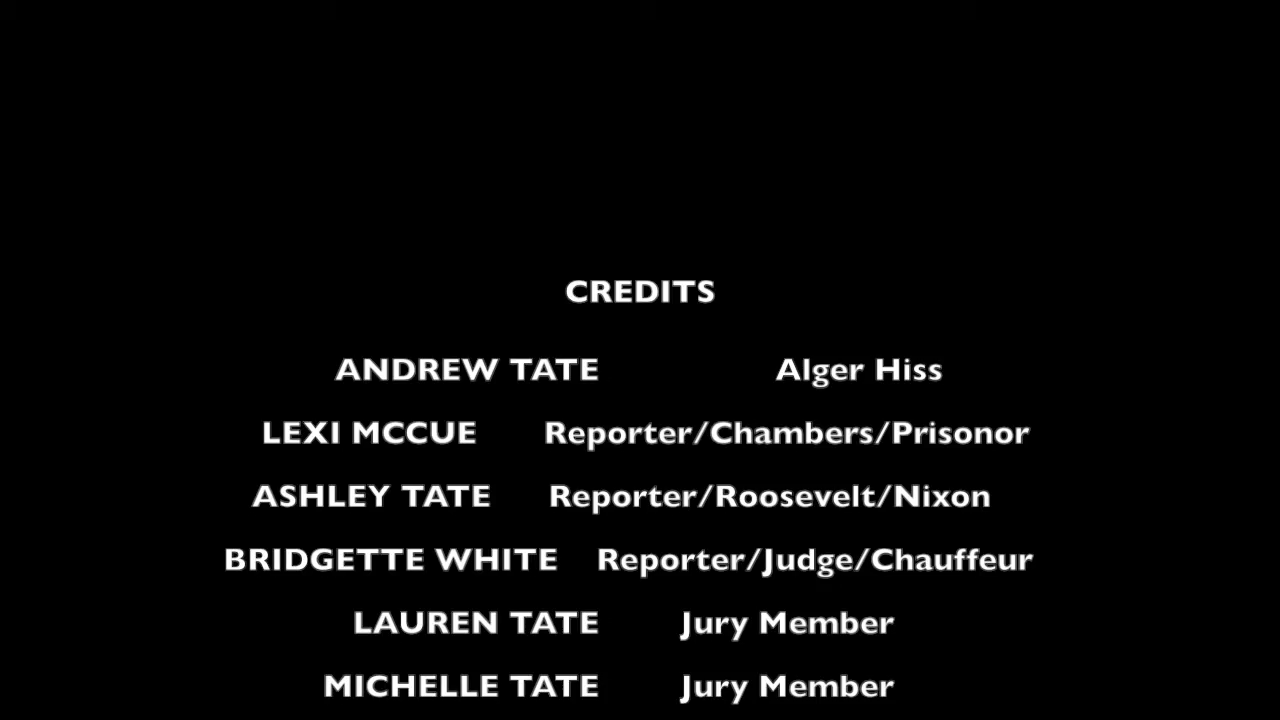 CREDITS
ANDREW TATE Alger Hiss
LEXI MCCUE Reporter/Chambers/Prisonor
ASHLEY TATE Reporter/Roosevelt/Nixon
BRIDGETTE WHITE Reporter/Judge/Chauffeur
LAUREN TATE Jury Member
MICHELLE TATE Jury Member